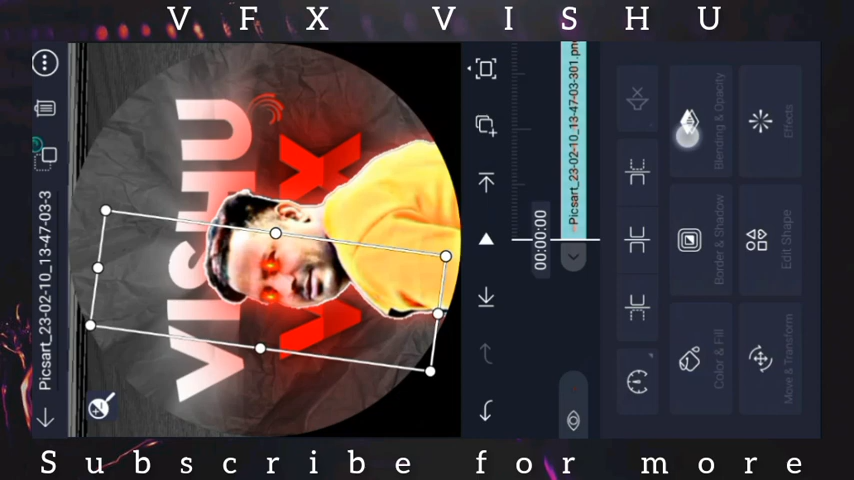 V F X V I S H U
Picsart_23-02-10_13-47-03-3
VISHU
00:00:00
Picsart_23-02-10_13-47-03-301.pn
Blending & Opacity
Effects
Border & Shadow
Edit Shape
Color & Fill
Move & Transform
S u b s c r i b e f o r m o r e